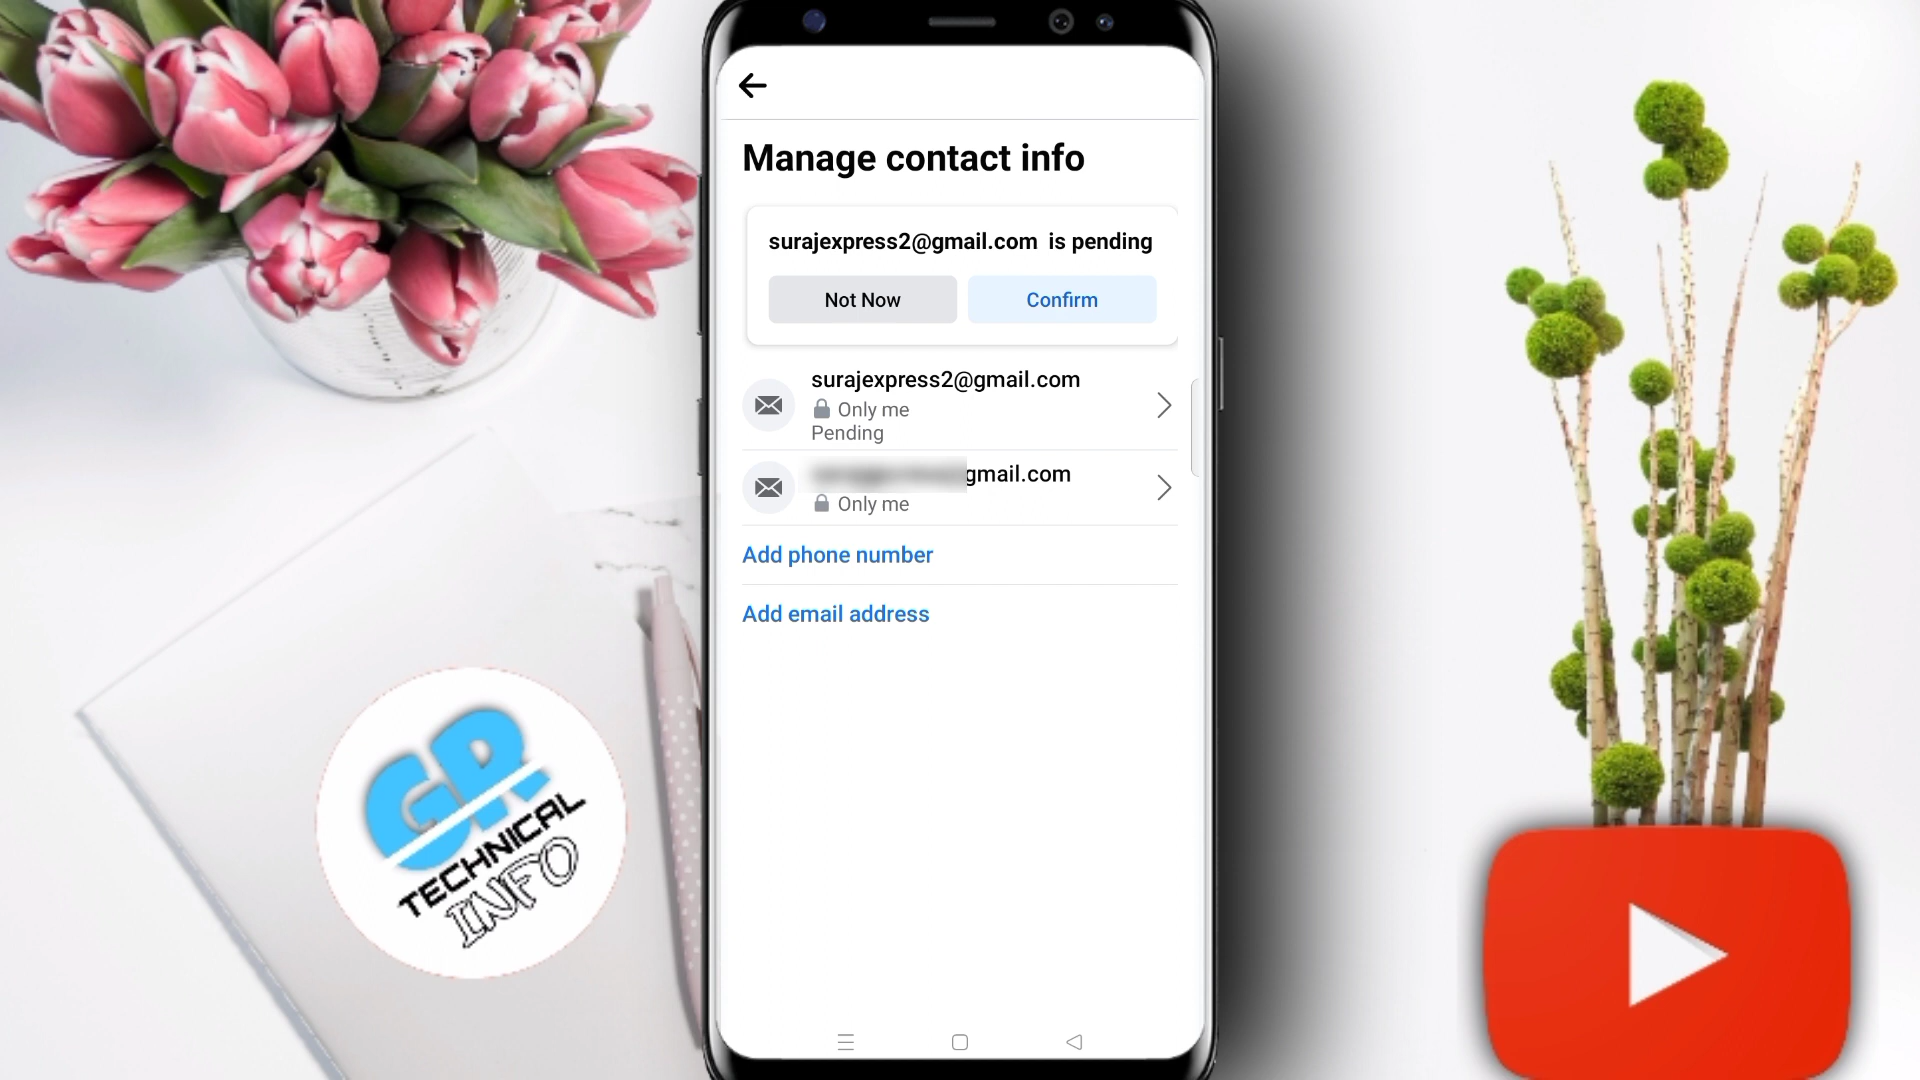 Manage contact info
surajexpress2@gmail.com is pending
Not Now
Confirm
surajexpress2@gmail.com
Only me
Pending
gmail.com
Only me
Add phone number
Add email address
GR
TECHNICAL
INFO